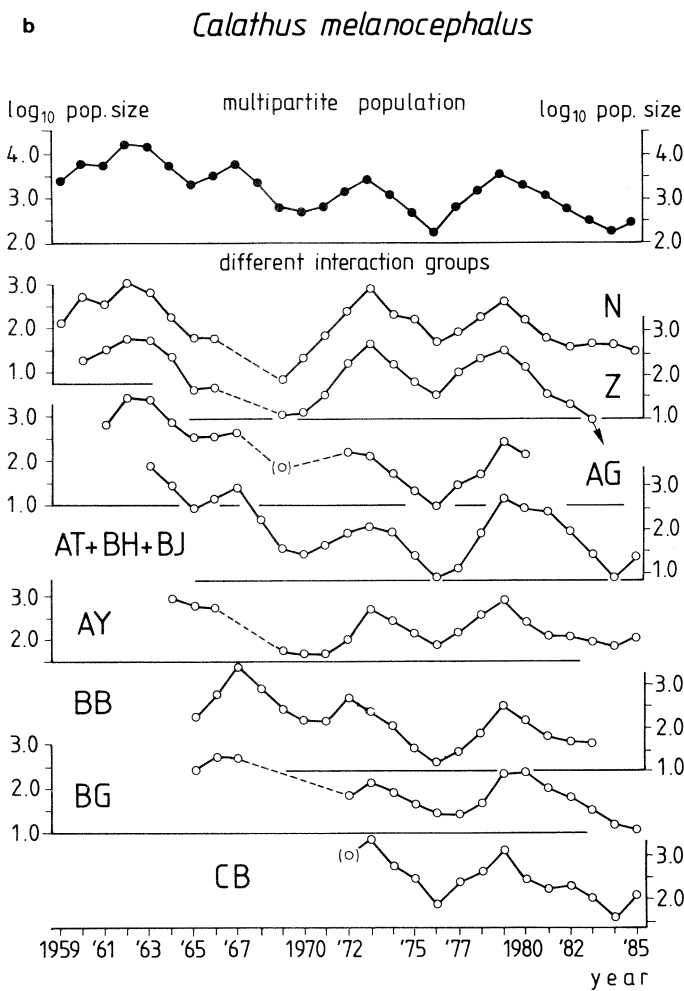 b
Calathus melanocephalus
log10 pop. size multipartite population log10 pop. size
4.0 4.0
3.0 3.0
2.0 2.0
different interaction groups
3.0 N
2.0 3.0
1.0 Z 2.0
3.0 1.0
2.0 (o) AG
1.0 3.0
AT+BH+BJ 2.0
1.0
3.0 AY
2.0
BB 3.0
2.0
3.0 1.0
2.0 BG
1.0
CB (o) 3.0
2.0
1959 '61 '63 '65 '67 1970 '72 '75 '77 1980 '82 '85
year